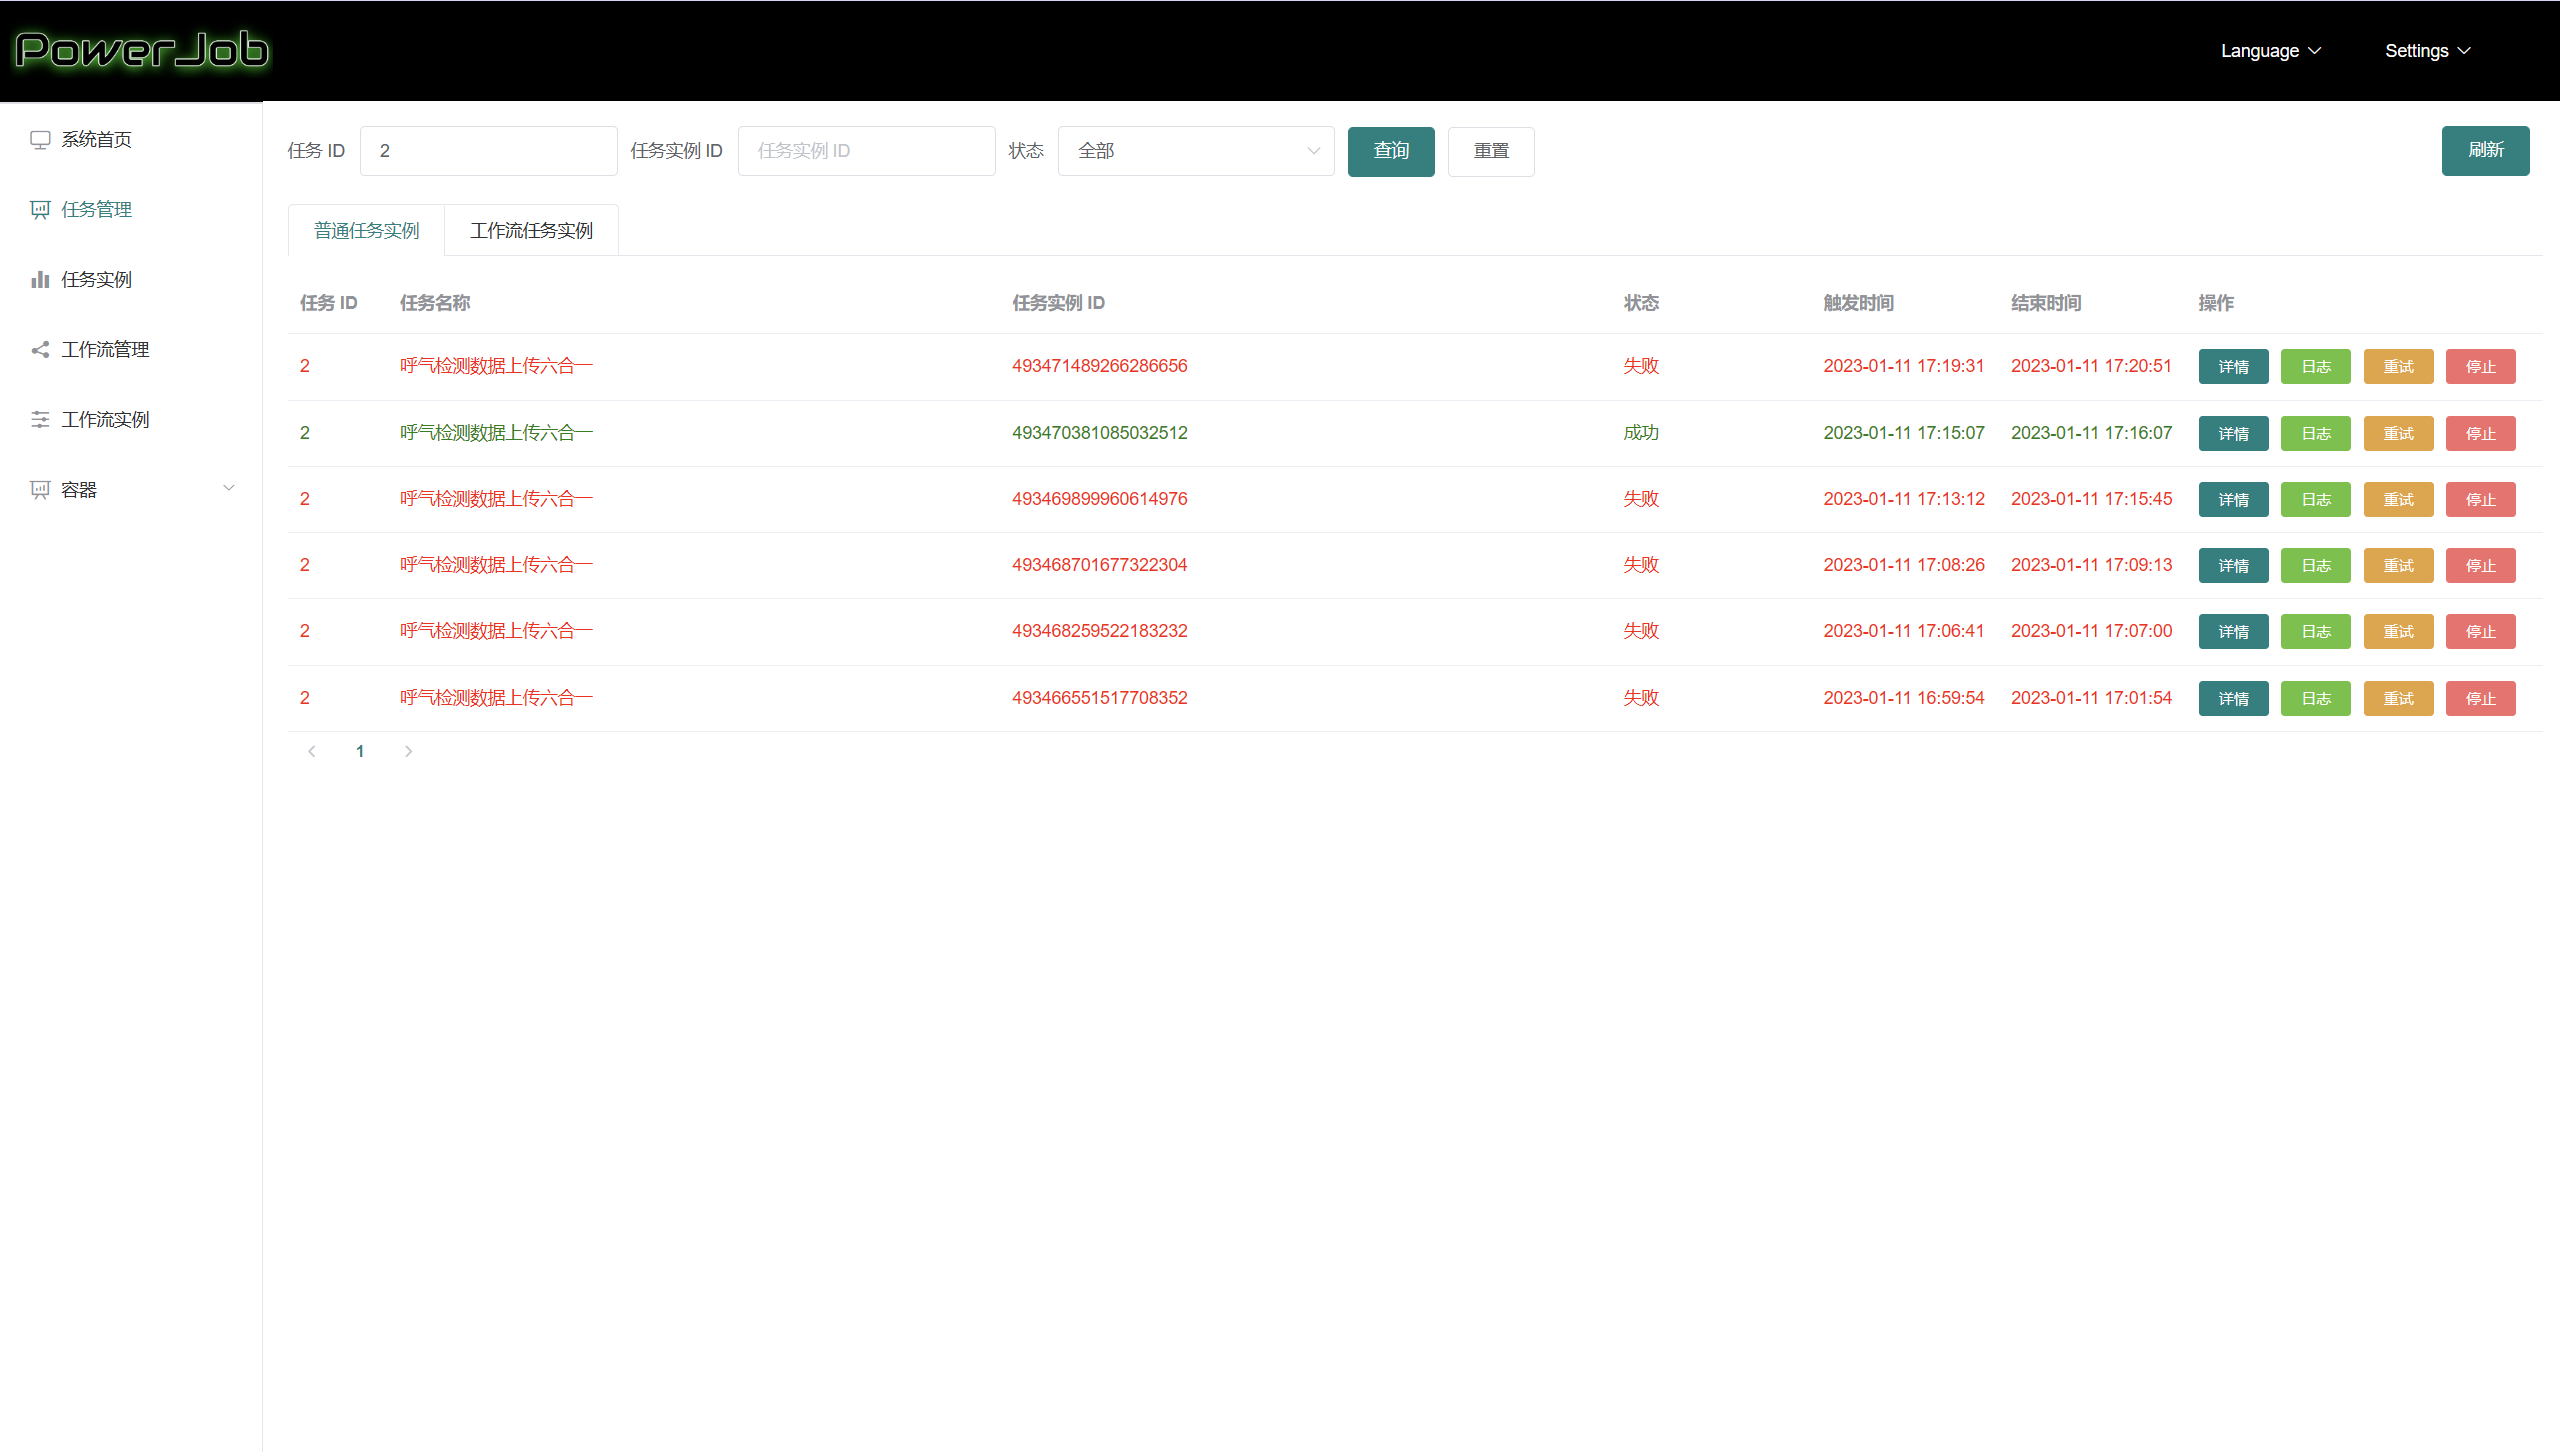 PowerJob
Language
Settings
系统首页
任务管理
任务实例
工作流管理
工作流实例
容器
任务 ID 2 任务实例 ID 任务实例 ID 状态 全部 查询 重置 刷新
普通任务实例 工作流任务实例
任务 ID 任务名称 任务实例 ID 状态 触发时间 结束时间 操作
2 呼气检测数据上传六合一 493471489266286656 失败 2023-01-11 17:19:31 2023-01-11 17:20:51 详情 日志 重试 停止
2 呼气检测数据上传六合一 493470381085032512 成功 2023-01-11 17:15:07 2023-01-11 17:16:07 详情 日志 重试 停止
2 呼气检测数据上传六合一 493469899960614976 失败 2023-01-11 17:13:12 2023-01-11 17:15:45 详情 日志 重试 停止
2 呼气检测数据上传六合一 493468701677322304 失败 2023-01-11 17:08:26 2023-01-11 17:09:13 详情 日志 重试 停止
2 呼气检测数据上传六合一 493468259522183232 失败 2023-01-11 17:06:41 2023-01-11 17:07:00 详情 日志 重试 停止
2 呼气检测数据上传六合一 493466551517708352 失败 2023-01-11 16:59:54 2023-01-11 17:01:54 详情 日志 重试 停止
1